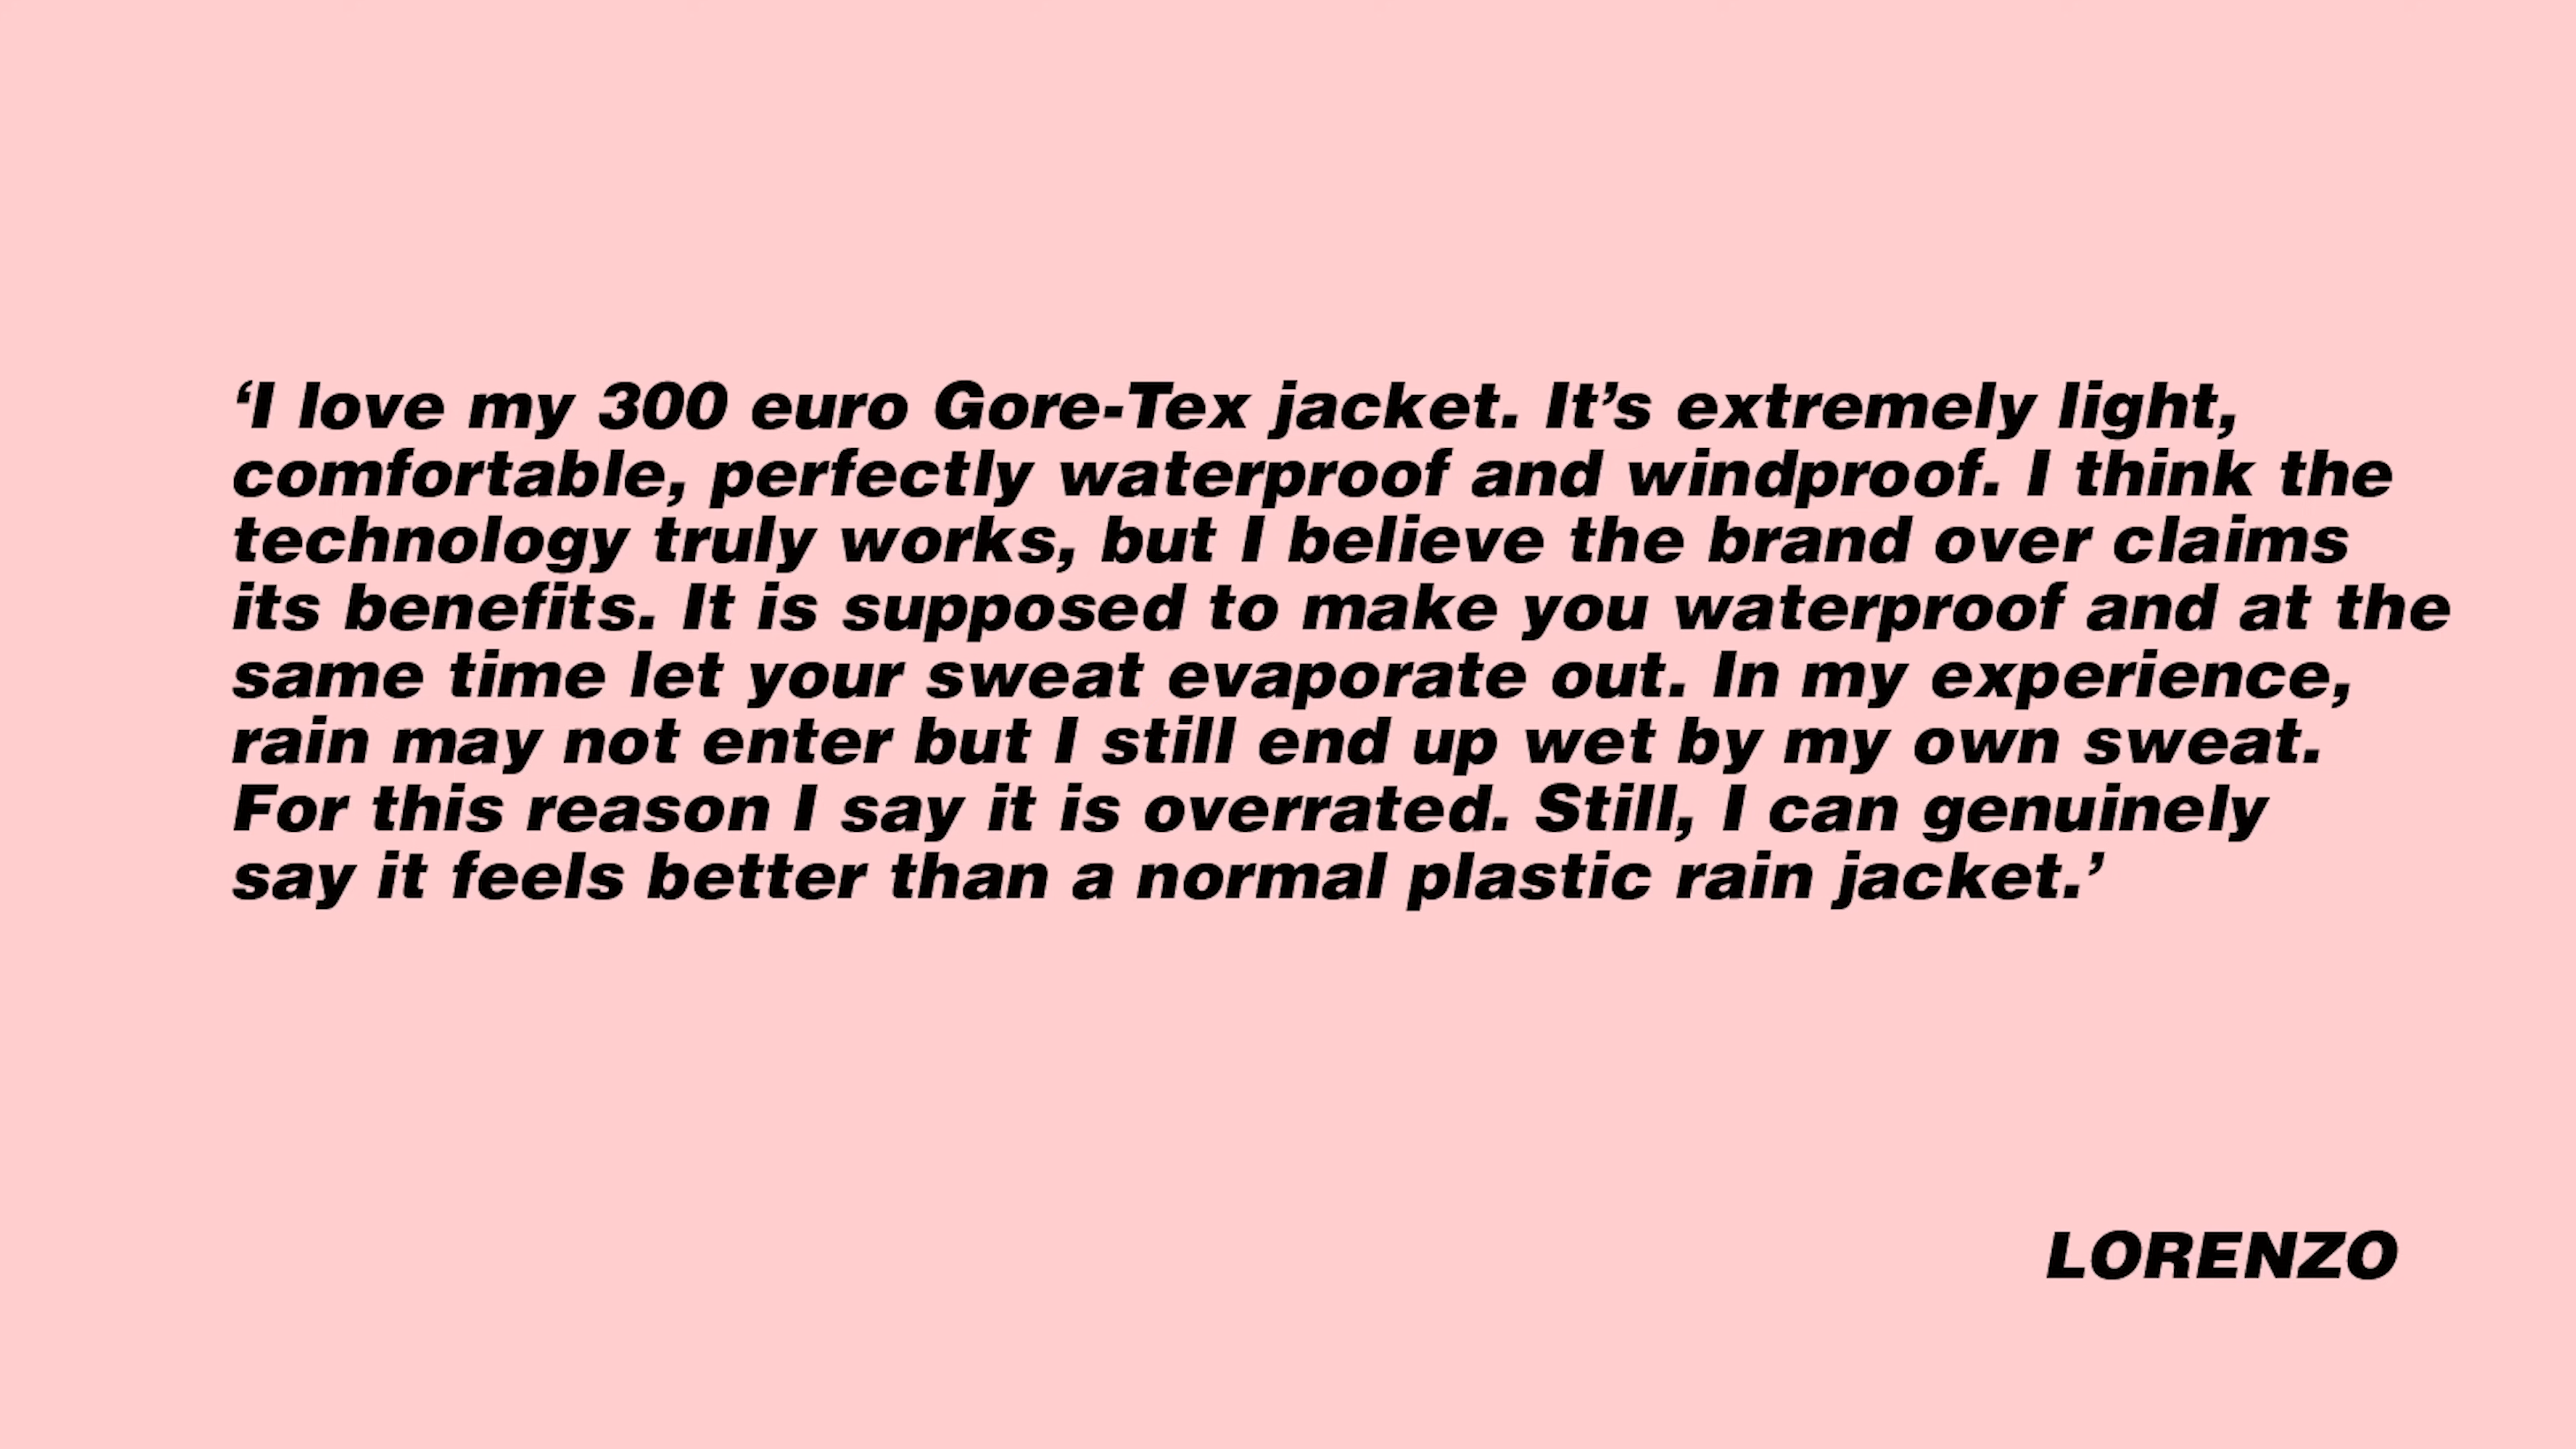 ‘I love my 300 euro Gore-Tex jacket. It’s extremely light,
comfortable, perfectly waterproof and windproof. I think the
technology truly works, but I believe the brand over claims
its benefits. It is supposed to make you waterproof and at the
same time let your sweat evaporate out. In my experience,
rain may not enter but I still end up wet by my own sweat.
For this reason I say it is overrated. Still, I can genuinely
say it feels better than a normal plastic rain jacket.’
LORENZO